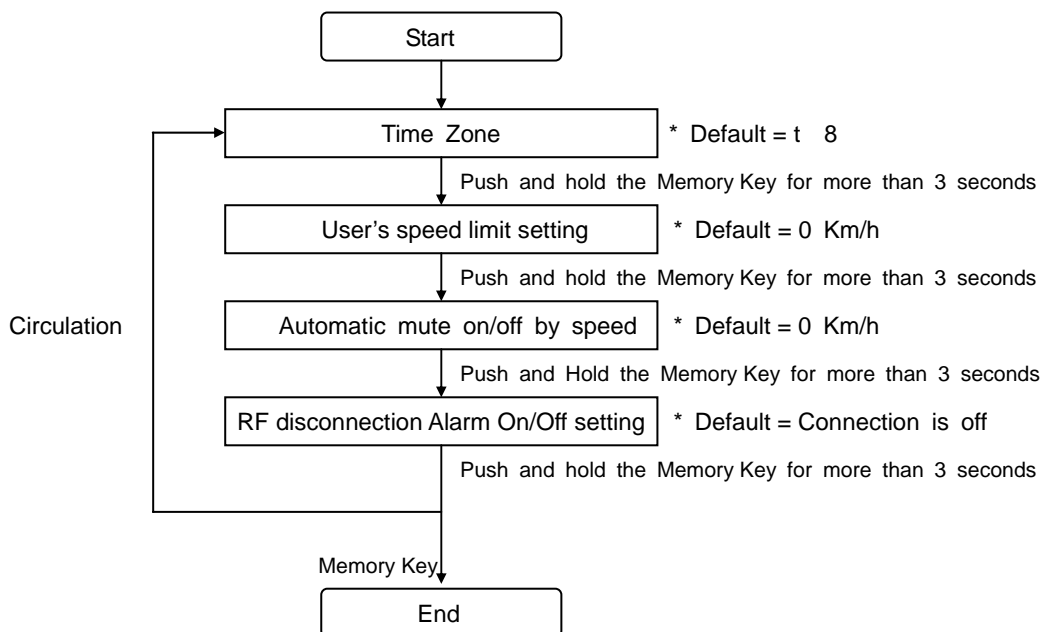 Start
Time Zone
* Default = t 8
Push and hold the Memory Key for more than 3 seconds
User's speed limit setting
* Default = 0 Km/h
Push and hold the Memory Key for more than 3 seconds
Circulation
Automatic mute on/off by speed
* Default = 0 Km/h
Push and Hold the Memory Key for more than 3 seconds
RF disconnection Alarm On/Off setting
* Default = Connection is off
Push and hold the Memory Key for more than 3 seconds
Memory Key
End